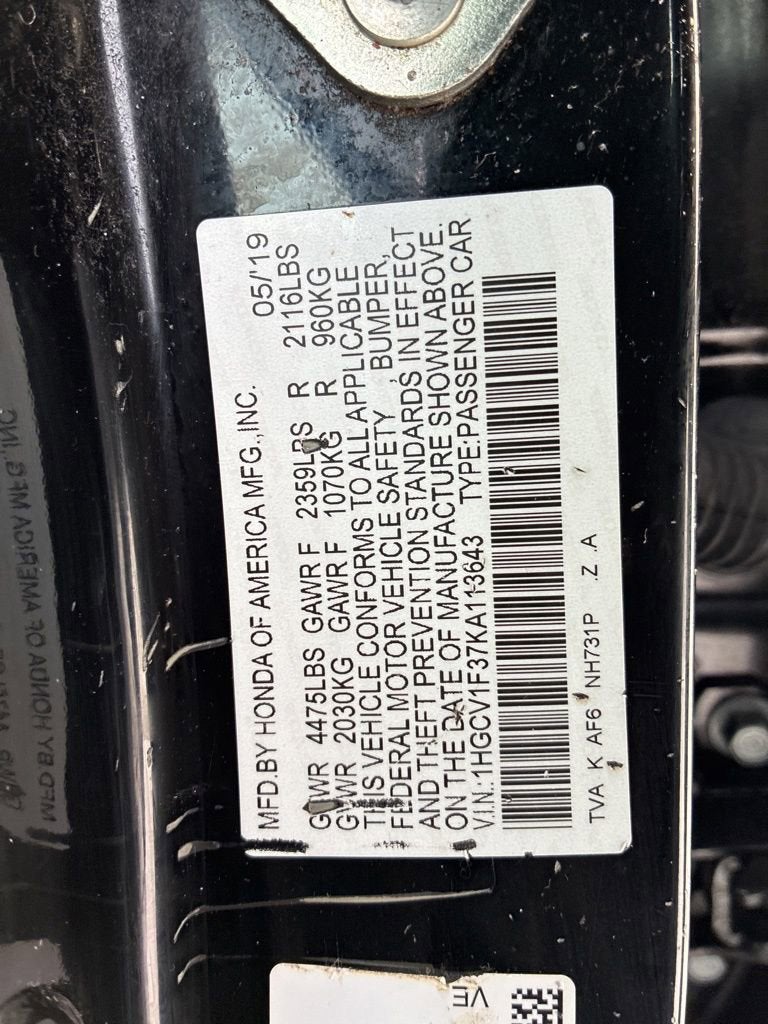 MFD.BY HONDA OF AMERICA MFG.,INC. 05/'19
GVWR 4475LBS GAWR F 2359LBS R 2116LBS
GVWR 2030KG GAWR F 1070KG R 960KG
THIS VEHICLE CONFORMS TO ALL APPLICABLE
FEDERAL MOTOR VEHICLE SAFETY , BUMPER,
AND THEFT PREVENTION STANDARDS IN EFFECT
ON THE DATE OF MANUFACTURE SHOWN ABOVE.
V.I.N.:1HGCV1F37KA113643 TYPE:PASSENGER CAR
TVA K AF6 NH731P .Z .A
VE